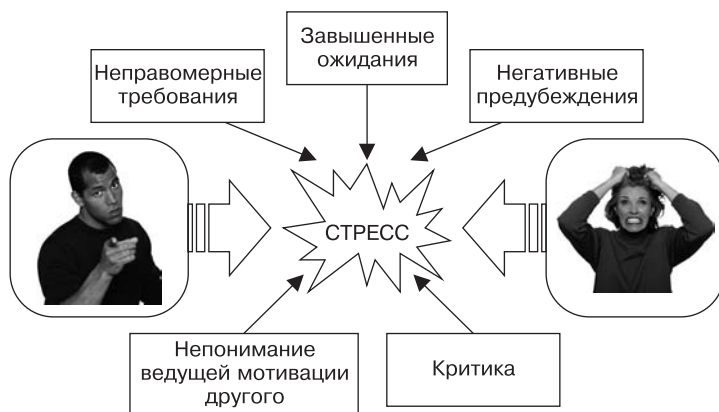 Завышенные
ожидания
Неправомерные
требования
Негативные
предубеждения
СТРЕСС
Непонимание
ведущей мотивации
другого
Критика